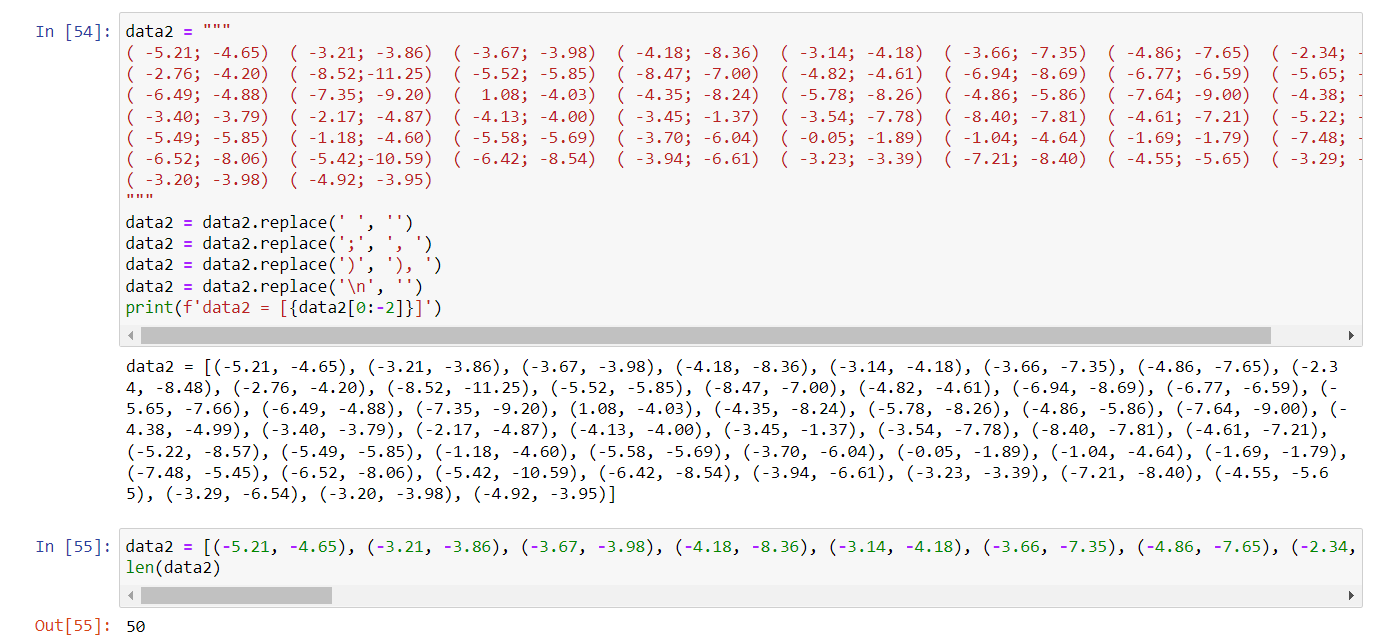 In [54]: data2 = """
( -5.21; -4.65)  ( -3.21; -3.86)  ( -3.67; -3.98)  ( -4.18; -8.36)  ( -3.14; -4.18)  ( -3.66; -7.35)  ( -4.86; -7.65)  ( -2.34; -
( -2.76; -4.20)  ( -8.52;-11.25)  ( -5.52; -5.85)  ( -8.47; -7.00)  ( -4.82; -4.61)  ( -6.94; -8.69)  ( -6.77; -6.59)  ( -5.65; -
( -6.49; -4.88)  ( -7.35; -9.20)  (  1.08; -4.03)  ( -4.35; -8.24)  ( -5.78; -8.26)  ( -4.86; -5.86)  ( -7.64; -9.00)  ( -4.38; -
( -3.40; -3.79)  ( -2.17; -4.87)  ( -4.13; -4.00)  ( -3.45; -1.37)  ( -3.54; -7.78)  ( -8.40; -7.81)  ( -4.61; -7.21)  ( -5.22; -
( -5.49; -5.85)  ( -1.18; -4.60)  ( -5.58; -5.69)  ( -3.70; -6.04)  ( -0.05; -1.89)  ( -1.04; -4.64)  ( -1.69; -1.79)  ( -7.48; -
( -6.52; -8.06)  ( -5.42;-10.59)  ( -6.42; -8.54)  ( -3.94; -6.61)  ( -3.23; -3.39)  ( -7.21; -8.40)  ( -4.55; -5.65)  ( -3.29; -
( -3.20; -3.98)  ( -4.92; -3.95)
"""
data2 = data2.replace(' ', '')
data2 = data2.replace(';', ', ')
data2 = data2.replace(')', '), ')
data2 = data2.replace('\n', '')
print(f'data2 = [{data2[0:-2]}]')
data2 = [(-5.21, -4.65), (-3.21, -3.86), (-3.67, -3.98), (-4.18, -8.36), (-3.14, -4.18), (-3.66, -7.35), (-4.86, -7.65), (-2.3
4, -8.48), (-2.76, -4.20), (-8.52, -11.25), (-5.52, -5.85), (-8.47, -7.00), (-4.82, -4.61), (-6.94, -8.69), (-6.77, -6.59), (-
5.65, -7.66), (-6.49, -4.88), (-7.35, -9.20), (1.08, -4.03), (-4.35, -8.24), (-5.78, -8.26), (-4.86, -5.86), (-7.64, -9.00), (-
4.38, -4.99), (-3.40, -3.79), (-2.17, -4.87), (-4.13, -4.00), (-3.45, -1.37), (-3.54, -7.78), (-8.40, -7.81), (-4.61, -7.21),
(-5.22, -8.57), (-5.49, -5.85), (-1.18, -4.60), (-5.58, -5.69), (-3.70, -6.04), (-0.05, -1.89), (-1.04, -4.64), (-1.69, -1.79),
(-7.48, -5.45), (-6.52, -8.06), (-5.42, -10.59), (-6.42, -8.54), (-3.94, -6.61), (-3.23, -3.39), (-7.21, -8.40), (-4.55, -5.6
5), (-3.29, -6.54), (-3.20, -3.98), (-4.92, -3.95)]
In [55]: data2 = [(-5.21, -4.65), (-3.21, -3.86), (-3.67, -3.98), (-4.18, -8.36), (-3.14, -4.18), (-3.66, -7.35), (-4.86, -7.65), (-2.34,
len(data2)
Out[55]: 50